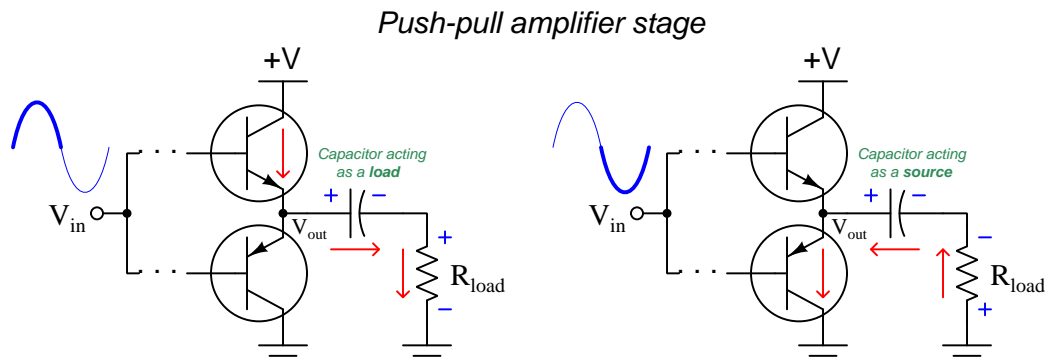 Push-pull amplifier stage
+V
Capacitor acting
as a load
+ −
V_in
V_out
+
R_load
−
+V
Capacitor acting
as a source
+ −
V_in
V_out
−
R_load
+